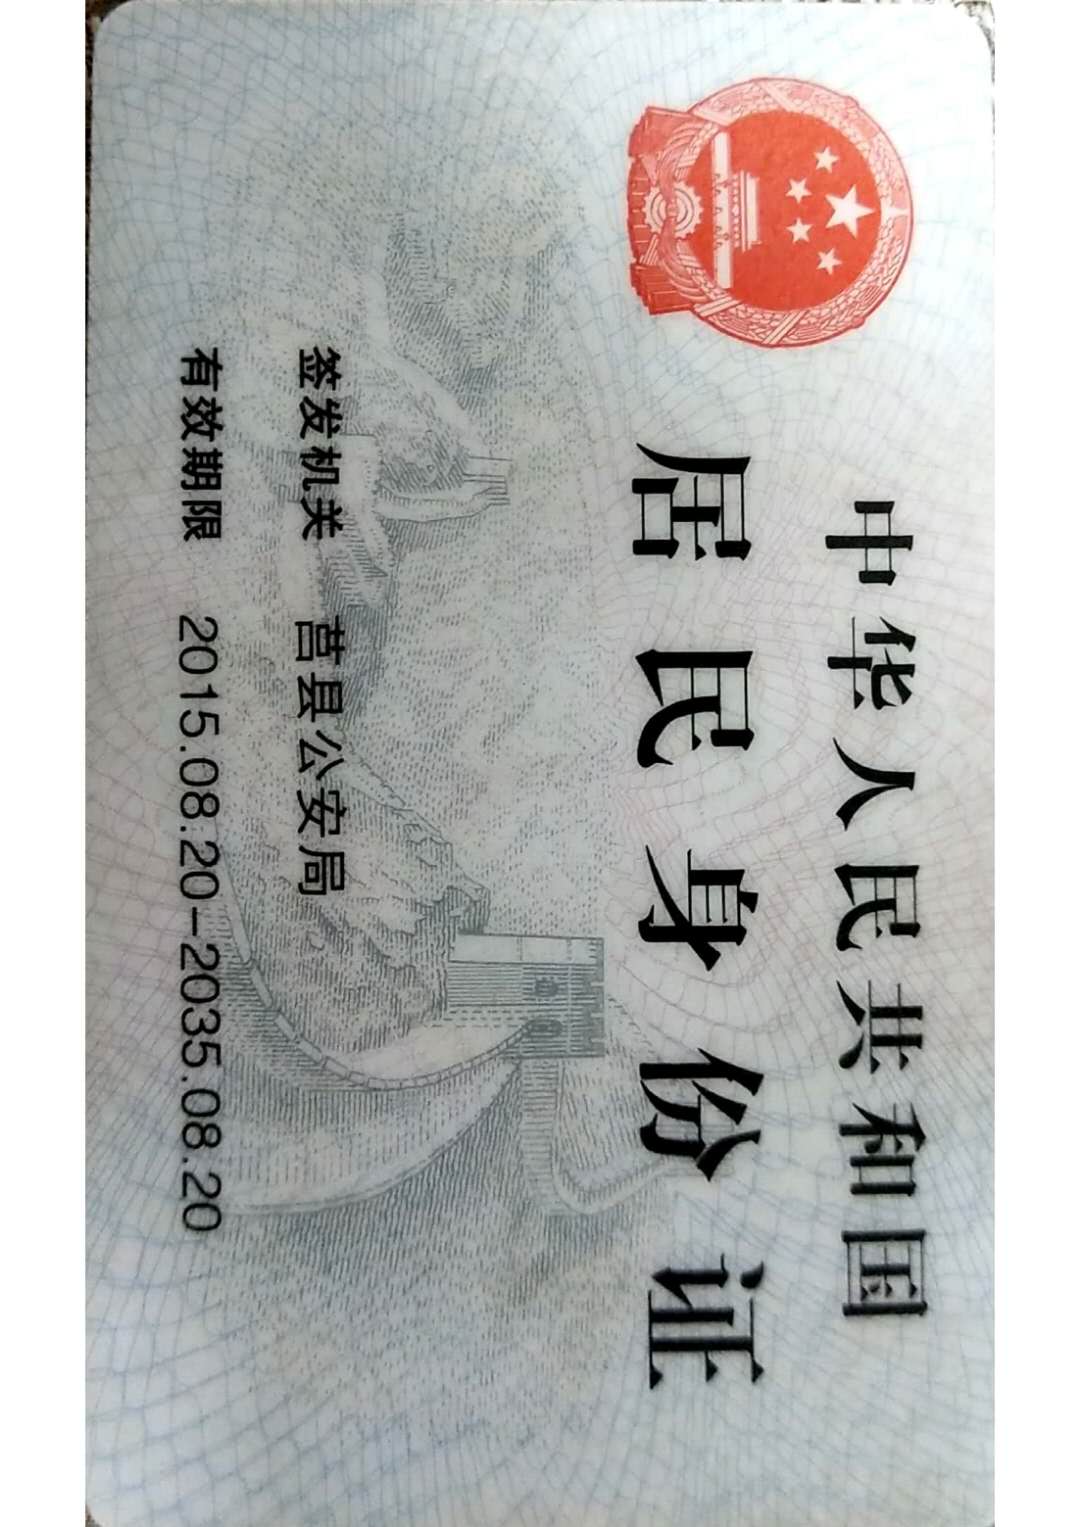 中华人民共和国
居民身份证
签发机关 莒县公安局
有效期限 2015.08.20-2035.08.20